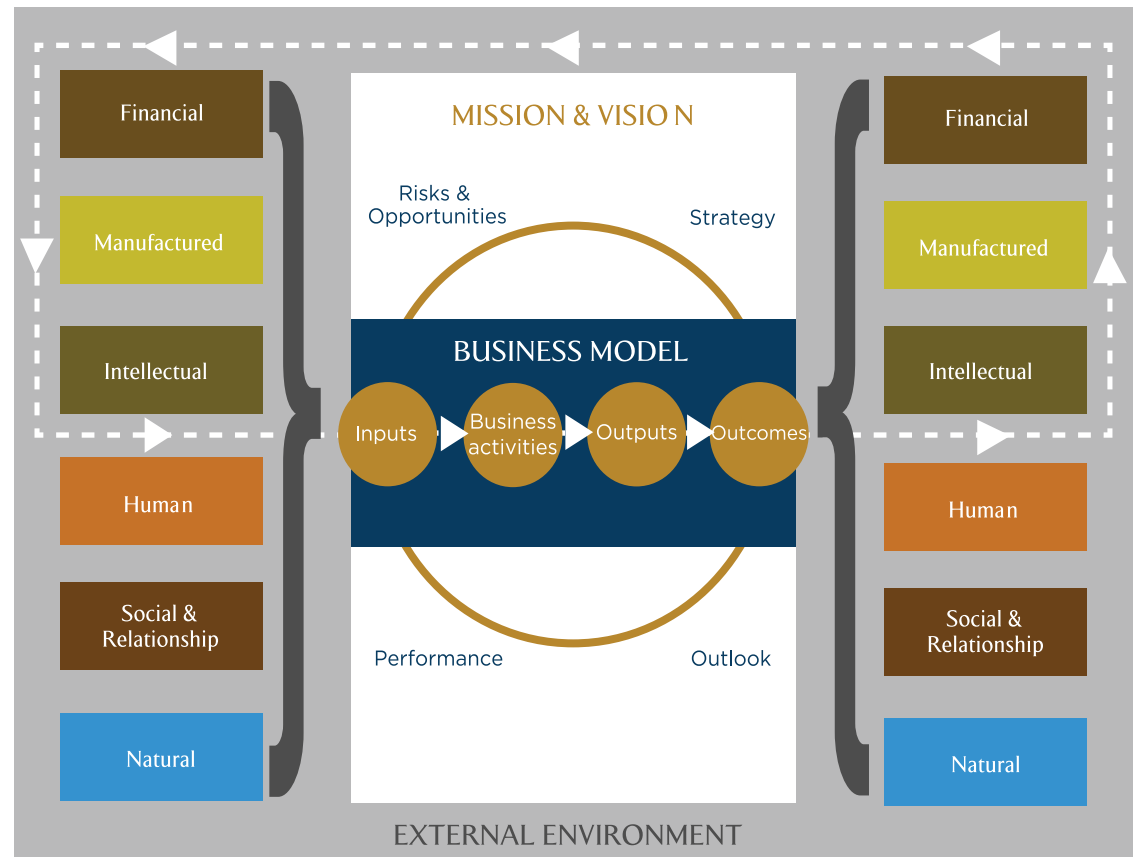 Financial
Manufactured
Intellectual
Human
Social &
Relationship
Natural
MISSION & VISION
Risks &
Opportunities
Strategy
BUSINESS MODEL
Inputs
Business
activities
Outputs
Outcomes
Performance
Outlook
Financial
Manufactured
Intellectual
Human
Social &
Relationship
Natural
EXTERNAL ENVIRONMENT